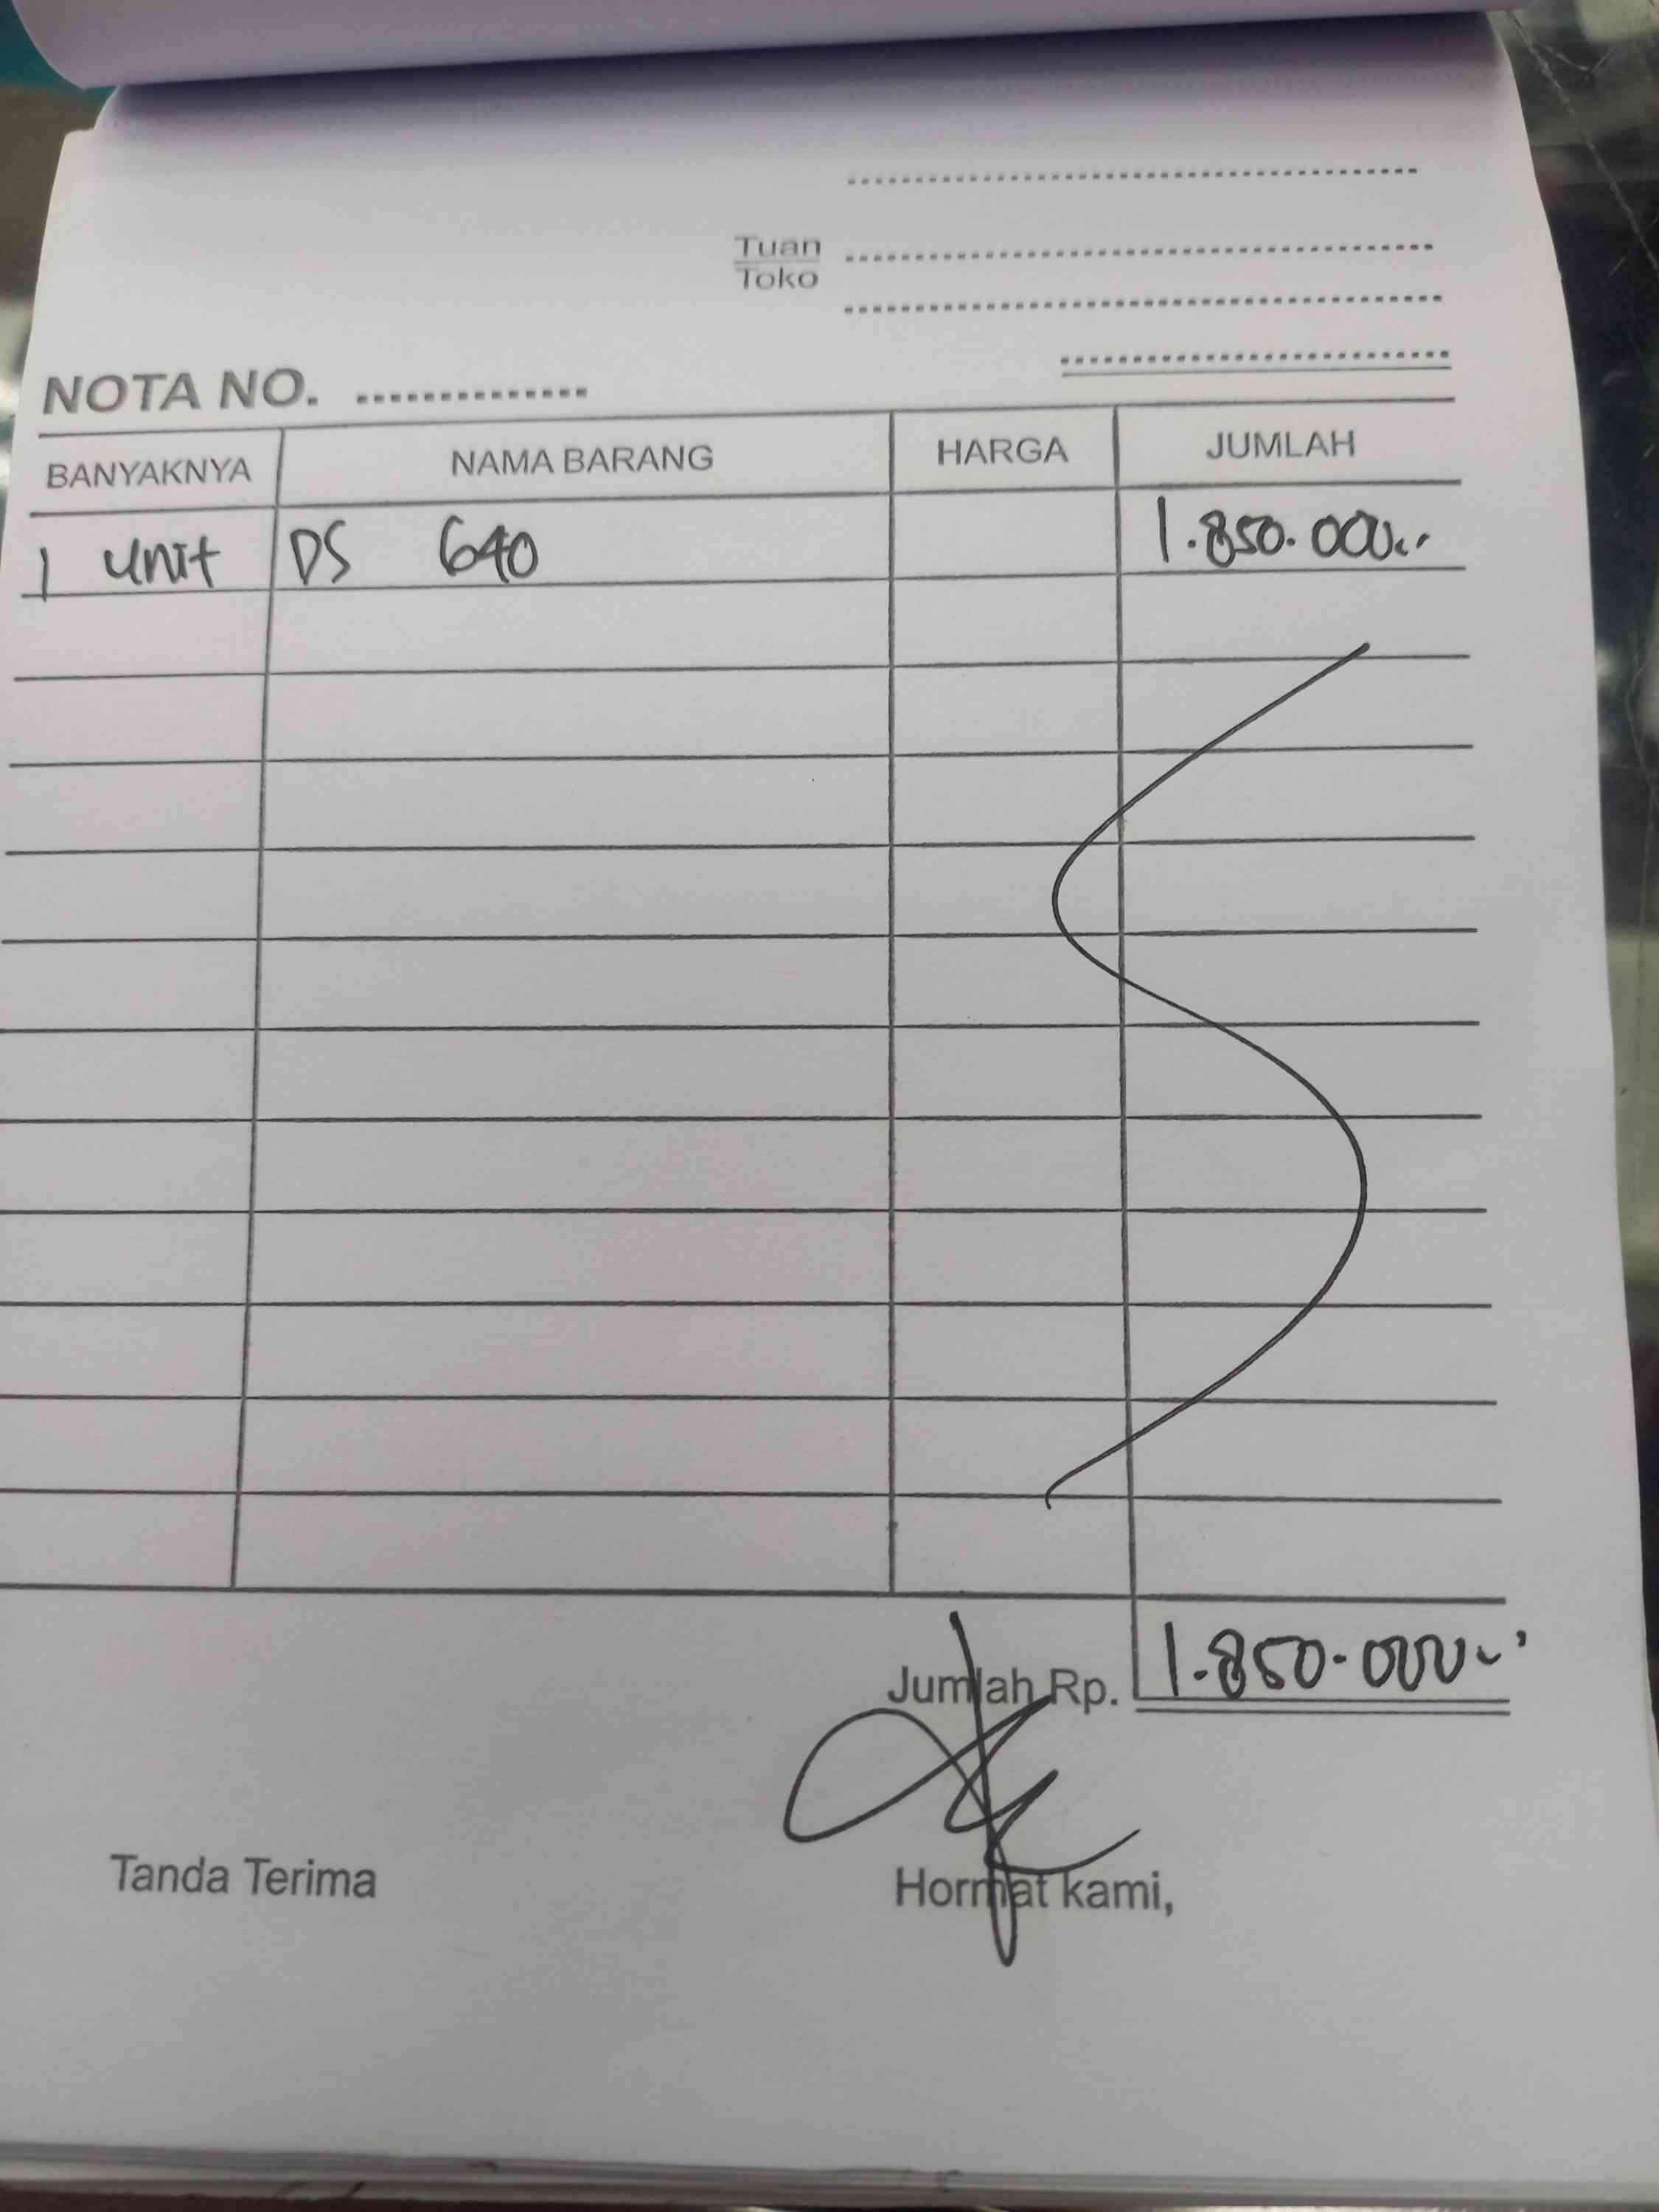 Tuan
Toko
NOTA NO. ..............
BANYAKNYA NAMA BARANG HARGA JUMLAH
1 unit DS 640 1.850.000,-
Jumlah Rp. 1.850.000,-
Tanda Terima Hormat kami,